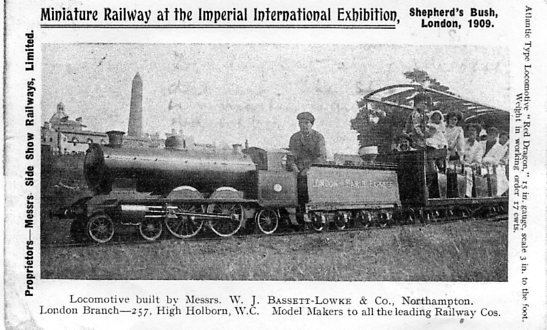 Miniature Railway at the Imperial International Exhibition,
Shepherd's Bush,
London, 1909.
Proprietors—Messrs. Side Show Railways, Limited.
Atlantic Type Locomotive "Red Dragon," 15 in. gauge, scale 3 in. to the foot.
Weight in working order 17 cwts.
Locomotive built by Messrs. W. J. BASSETT-LOWKE & Co., Northampton.
London Branch—257, High Holborn, W.C. Model Makers to all the leading Railway Cos.